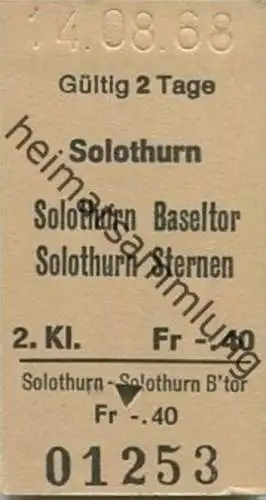 14.08.68
Gültig 2 Tage
Solothurn
Solothurn Baseltor
Solothurn Sternen
2. Kl. Fr -.40
Solothurn - Solothurn B'tor
Fr -.40
01253
heimatsammlung